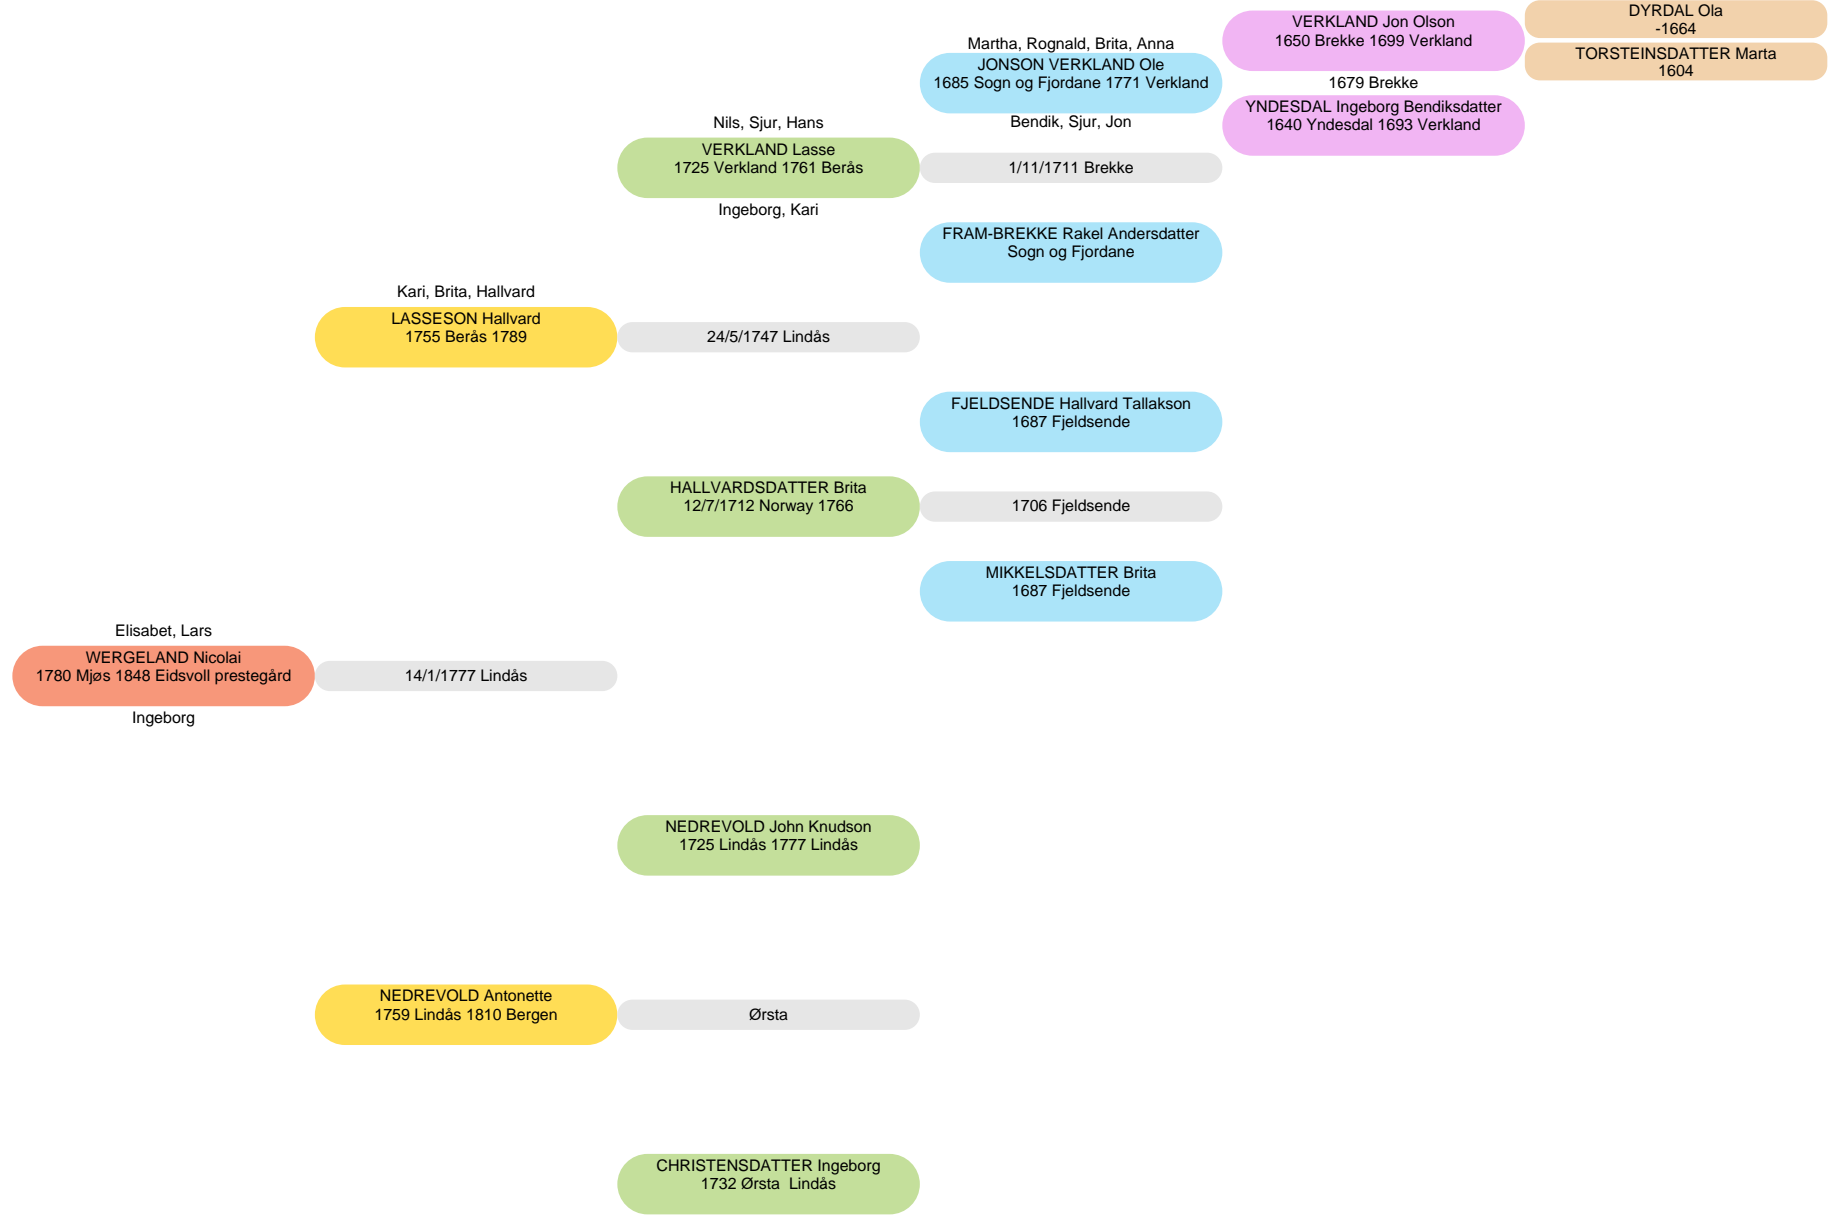 DYRDAL Ola
-1664
VERKLAND Jon Olson
1650 Brekke 1699 Verkland
Martha, Rognald, Brita, Anna
TORSTEINSDATTER Marta
1604
JONSON VERKLAND Ole
1685 Sogn og Fjordane 1771 Verkland
1679 Brekke
YNDESDAL Ingeborg Bendiksdatter
1640 Yndesdal 1693 Verkland
Nils, Sjur, Hans
Bendik, Sjur, Jon
VERKLAND Lasse
1725 Verkland 1761 Berås
1/11/1711 Brekke
Ingeborg, Kari
FRAM-BREKKE Rakel Andersdatter
Sogn og Fjordane
Kari, Brita, Hallvard
LASSESON Hallvard
1755 Berås 1789
24/5/1747 Lindås
FJELDSENDE Hallvard Tallakson
1687 Fjeldsende
HALLVARDSDATTER Brita
12/7/1712 Norway 1766
1706 Fjeldsende
MIKKELSDATTER Brita
1687 Fjeldsende
Elisabet, Lars
WERGELAND Nicolai
1780 Mjøs 1848 Eidsvoll prestegård
14/1/1777 Lindås
Ingeborg
NEDREVOLD John Knudson
1725 Lindås 1777 Lindås
NEDREVOLD Antonette
1759 Lindås 1810 Bergen
Ørsta
CHRISTENSDATTER Ingeborg
1732 Ørsta  Lindås